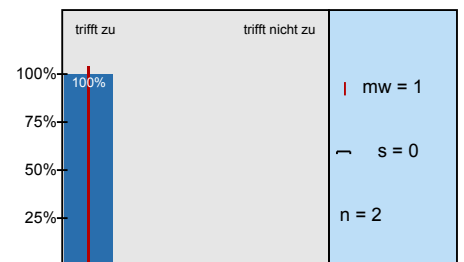 trifft zu trifft nicht zu
100%
100%
mw = 1
75%
s = 0
50%
25%
n = 2